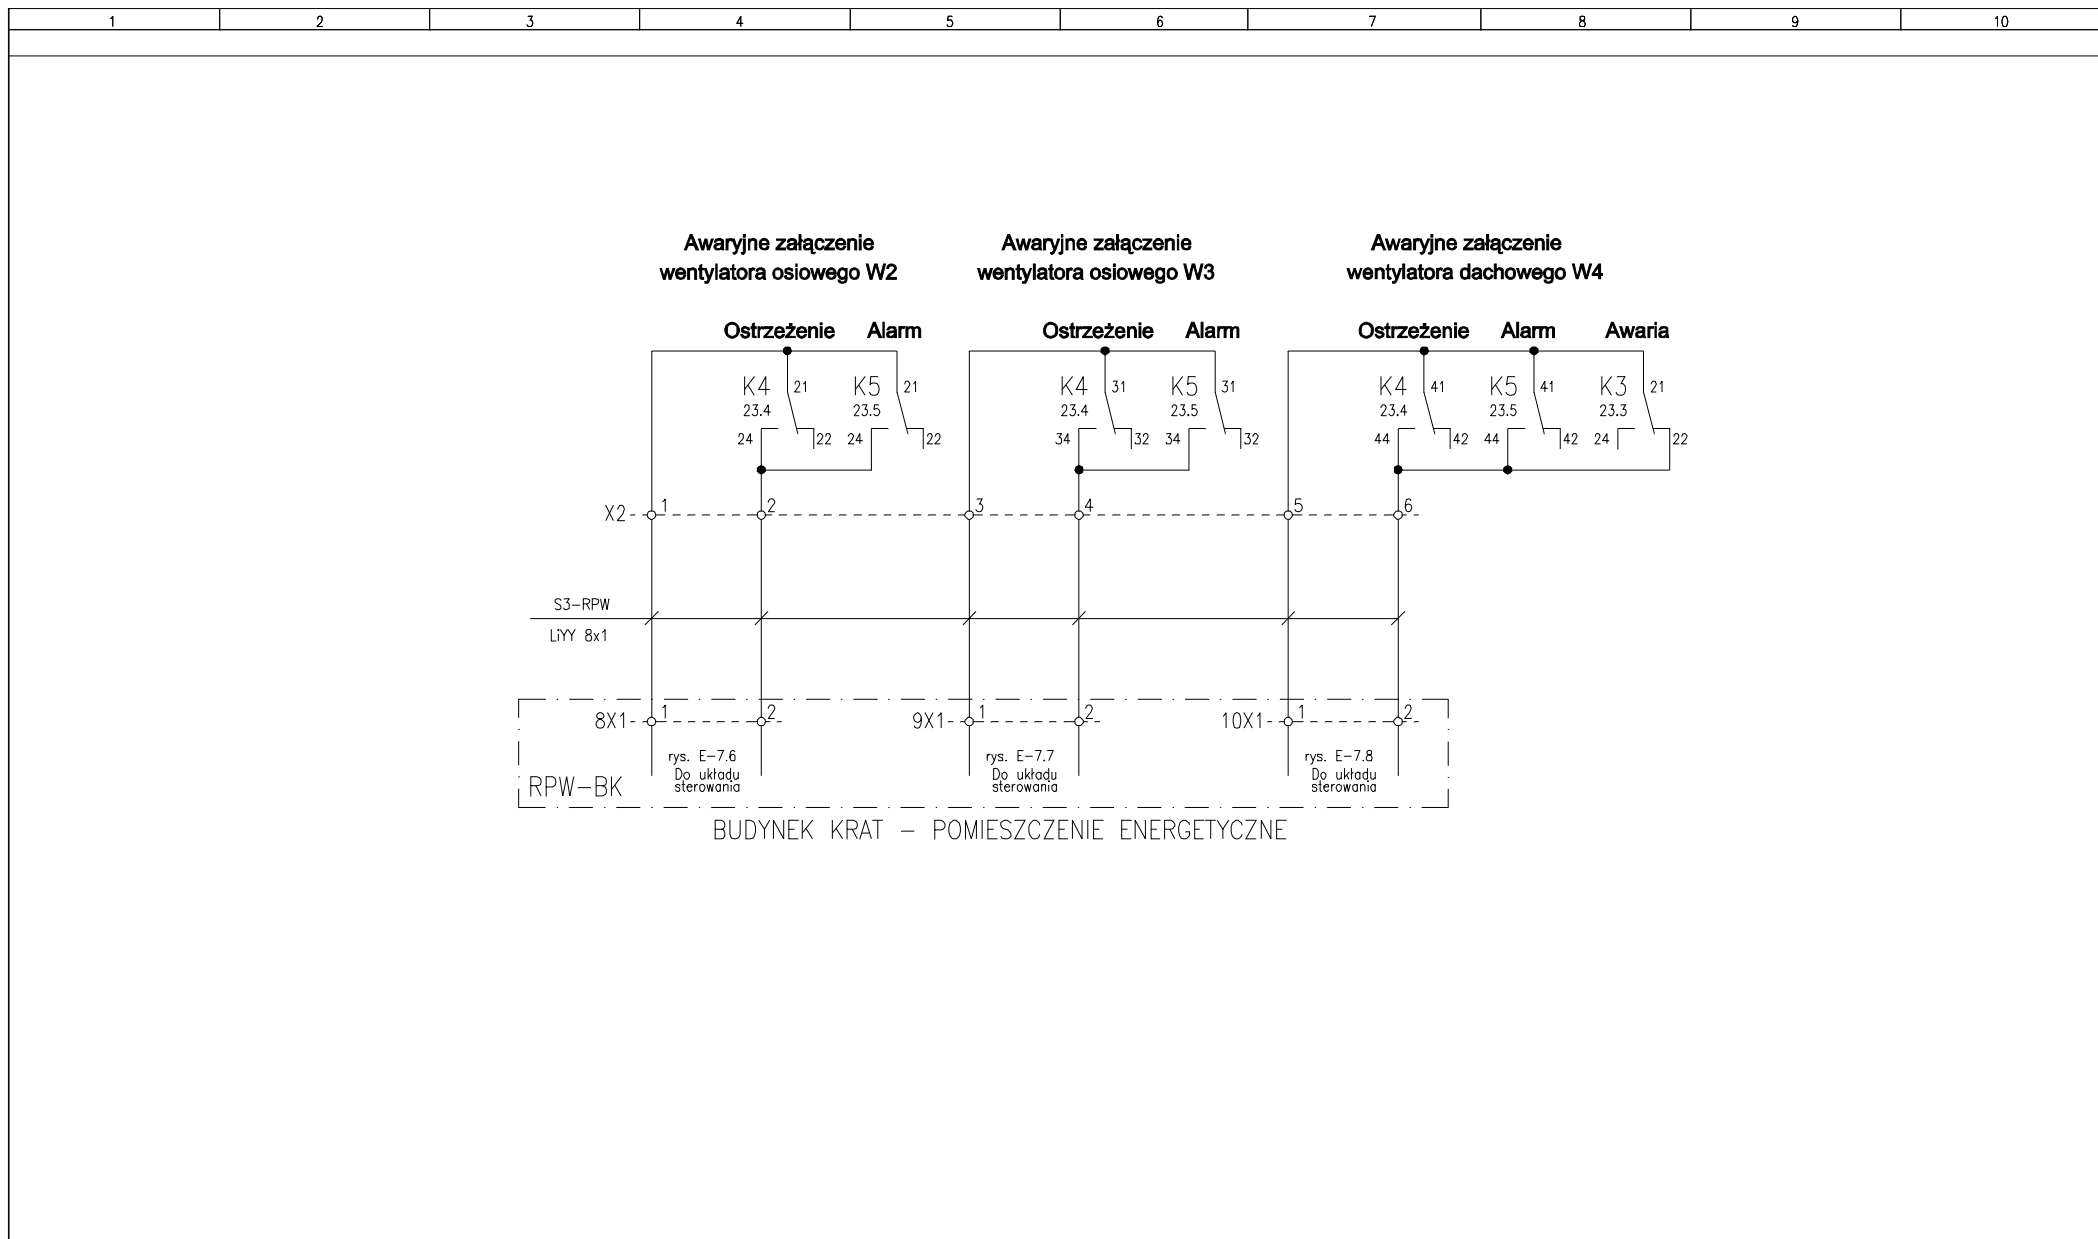 1 2 3 4 5 6 7 8 9 10
Awaryjne załączenie
wentylatora osiowego W2
Awaryjne załączenie
wentylatora osiowego W3
Awaryjne załączenie
wentylatora dachowego W4
Ostrzeżenie Alarm Ostrzeżenie Alarm Ostrzeżenie Alarm Awaria
K4 21 K5 21 K4 31 K5 31 K4 41 K5 41 K3 21
23.4 23.5 23.4 23.5 23.4 23.5 23.3
24 22 24 22 34 32 34 32 44 42 44 42 24 22
X2 1 2 3 4 5 6
S3-RPW
LiYY 8x1
8X1 1 2 9X1 1 2 10X1 1 2
rys. E-7.6
Do układu
sterowania
rys. E-7.7
Do układu
sterowania
rys. E-7.8
Do układu
sterowania
RPW-BK
BUDYNEK KRAT - POMIESZCZENIE ENERGETYCZNE